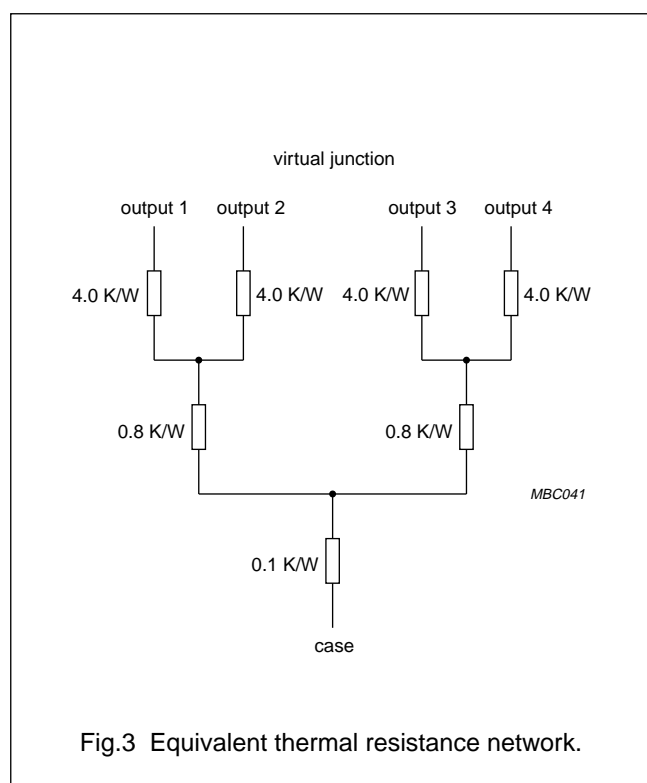 virtual junction
output 1 output 2 output 3 output 4
4.0 K/W 4.0 K/W 4.0 K/W 4.0 K/W
0.8 K/W 0.8 K/W
MBC041
0.1 K/W
case
Fig.3 Equivalent thermal resistance network.